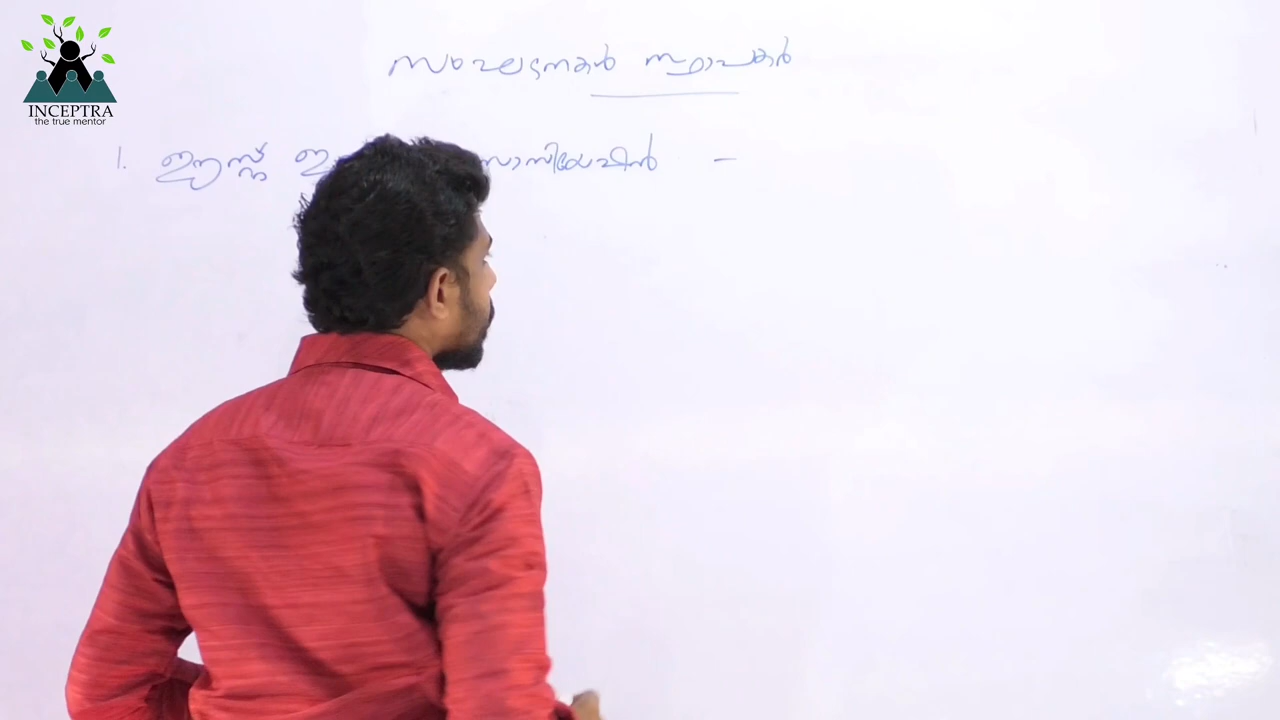 INCEPTRA
the true mentor
സംഘടനകൾ സ്ഥാപകർ
1. ഈസ്റ്റ് –